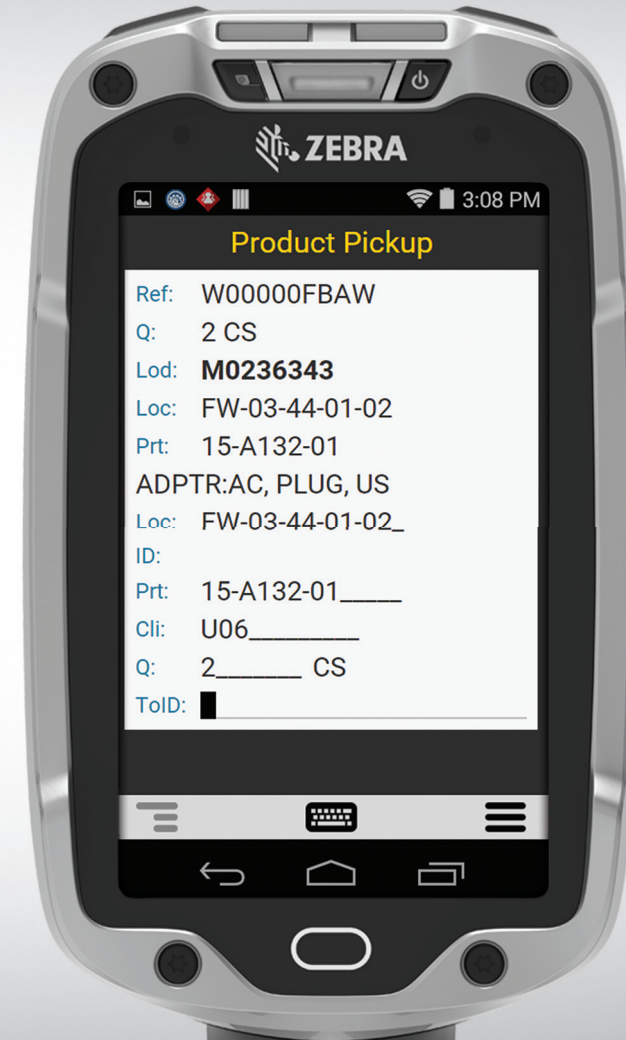 ZEBRA
3:08 PM
Product Pickup
Ref: W00000FBAW
Q: 2 CS
Lod: M0236343
Loc: FW-03-44-01-02
Prt: 15-A132-01
ADPTR:AC, PLUG, US
Loc: FW-03-44-01-02_
ID:
Prt: 15-A132-01_____
Cli: U06_________
Q: 2_______ CS
ToID: